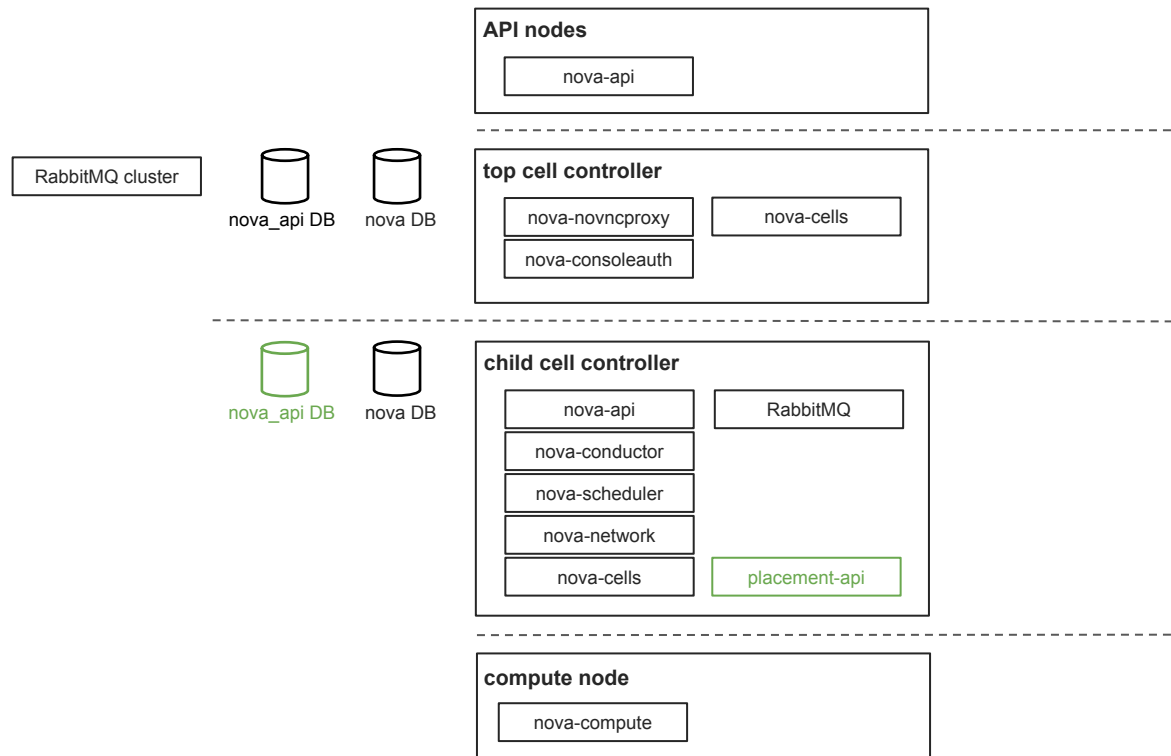 API nodes
nova-api
RabbitMQ cluster
nova_api DB
nova DB
top cell controller
nova-novncproxy
nova-cells
nova-consoleauth
nova_api DB
nova DB
child cell controller
nova-api
RabbitMQ
nova-conductor
nova-scheduler
nova-network
nova-cells
placement-api
compute node
nova-compute